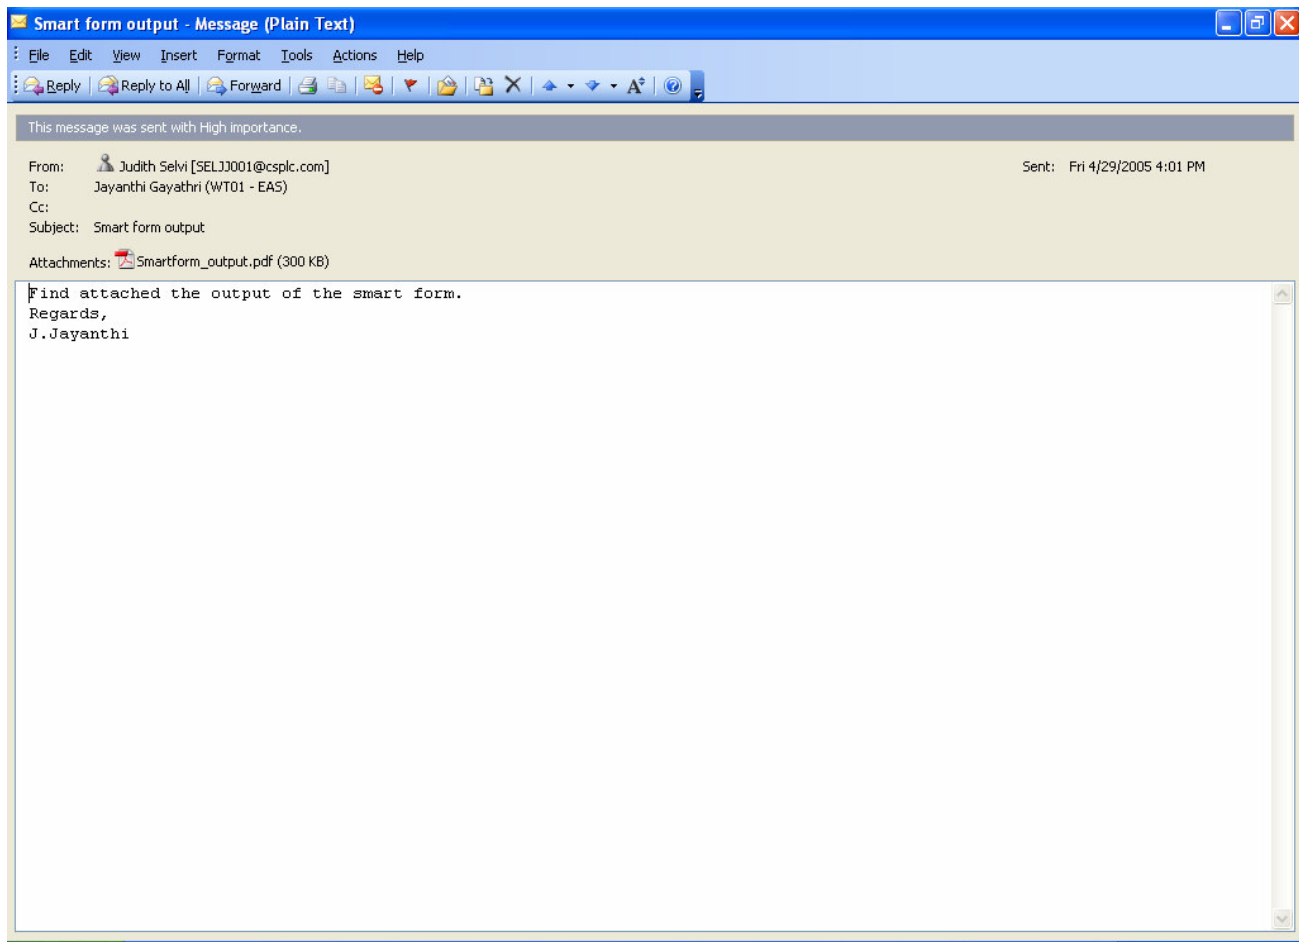 Smart form output - Message (Plain Text)
File Edit View Insert Format Tools Actions Help
Reply Reply to All Forward
This message was sent with High importance.
From: Judith Selvi [SELJJ001@csplc.com] Sent: Fri 4/29/2005 4:01 PM
To: Jayanthi Gayathri (WT01 - EAS)
Cc:
Subject: Smart form output
Attachments: Smartform_output.pdf (300 KB)
Find attached the output of the smart form.
Regards,
J.Jayanthi